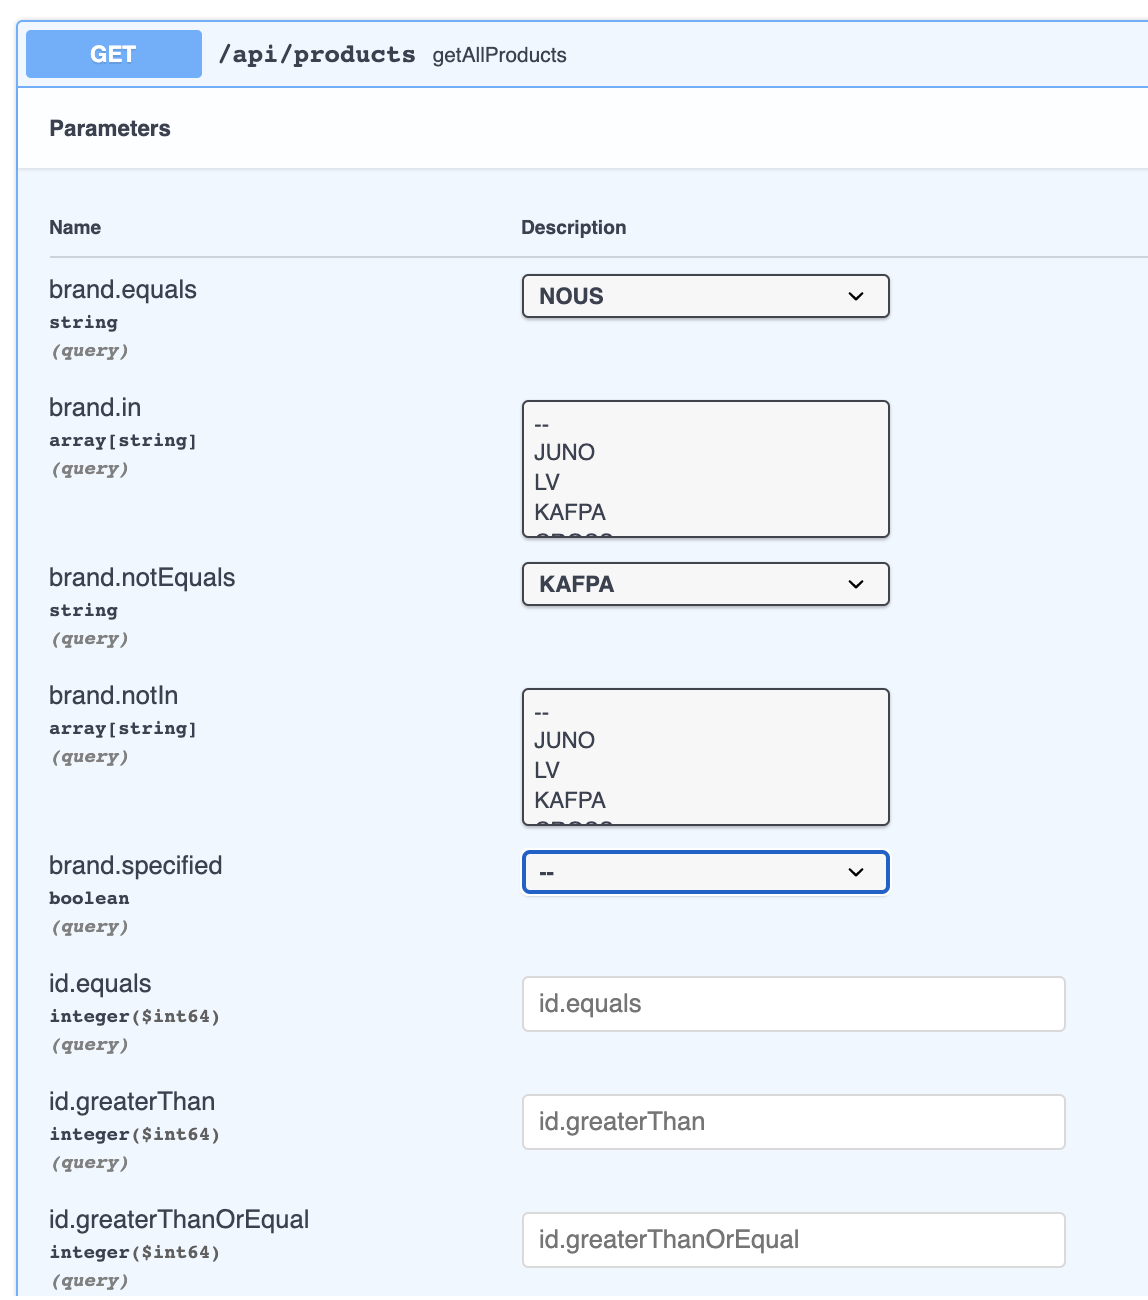 GET /api/products getAllProducts
Parameters
Name Description
brand.equals NOUS
string
(query)
brand.in --
array[string] JUNO
(query) LV
KAFPA
brand.notEquals KAFPA
string
(query)
brand.notIn --
array[string] JUNO
(query) LV
KAFPA
brand.specified --
boolean
(query)
id.equals id.equals
integer($int64)
(query)
id.greaterThan id.greaterThan
integer($int64)
(query)
id.greaterThanOrEqual id.greaterThanOrEqual
integer($int64)
(query)